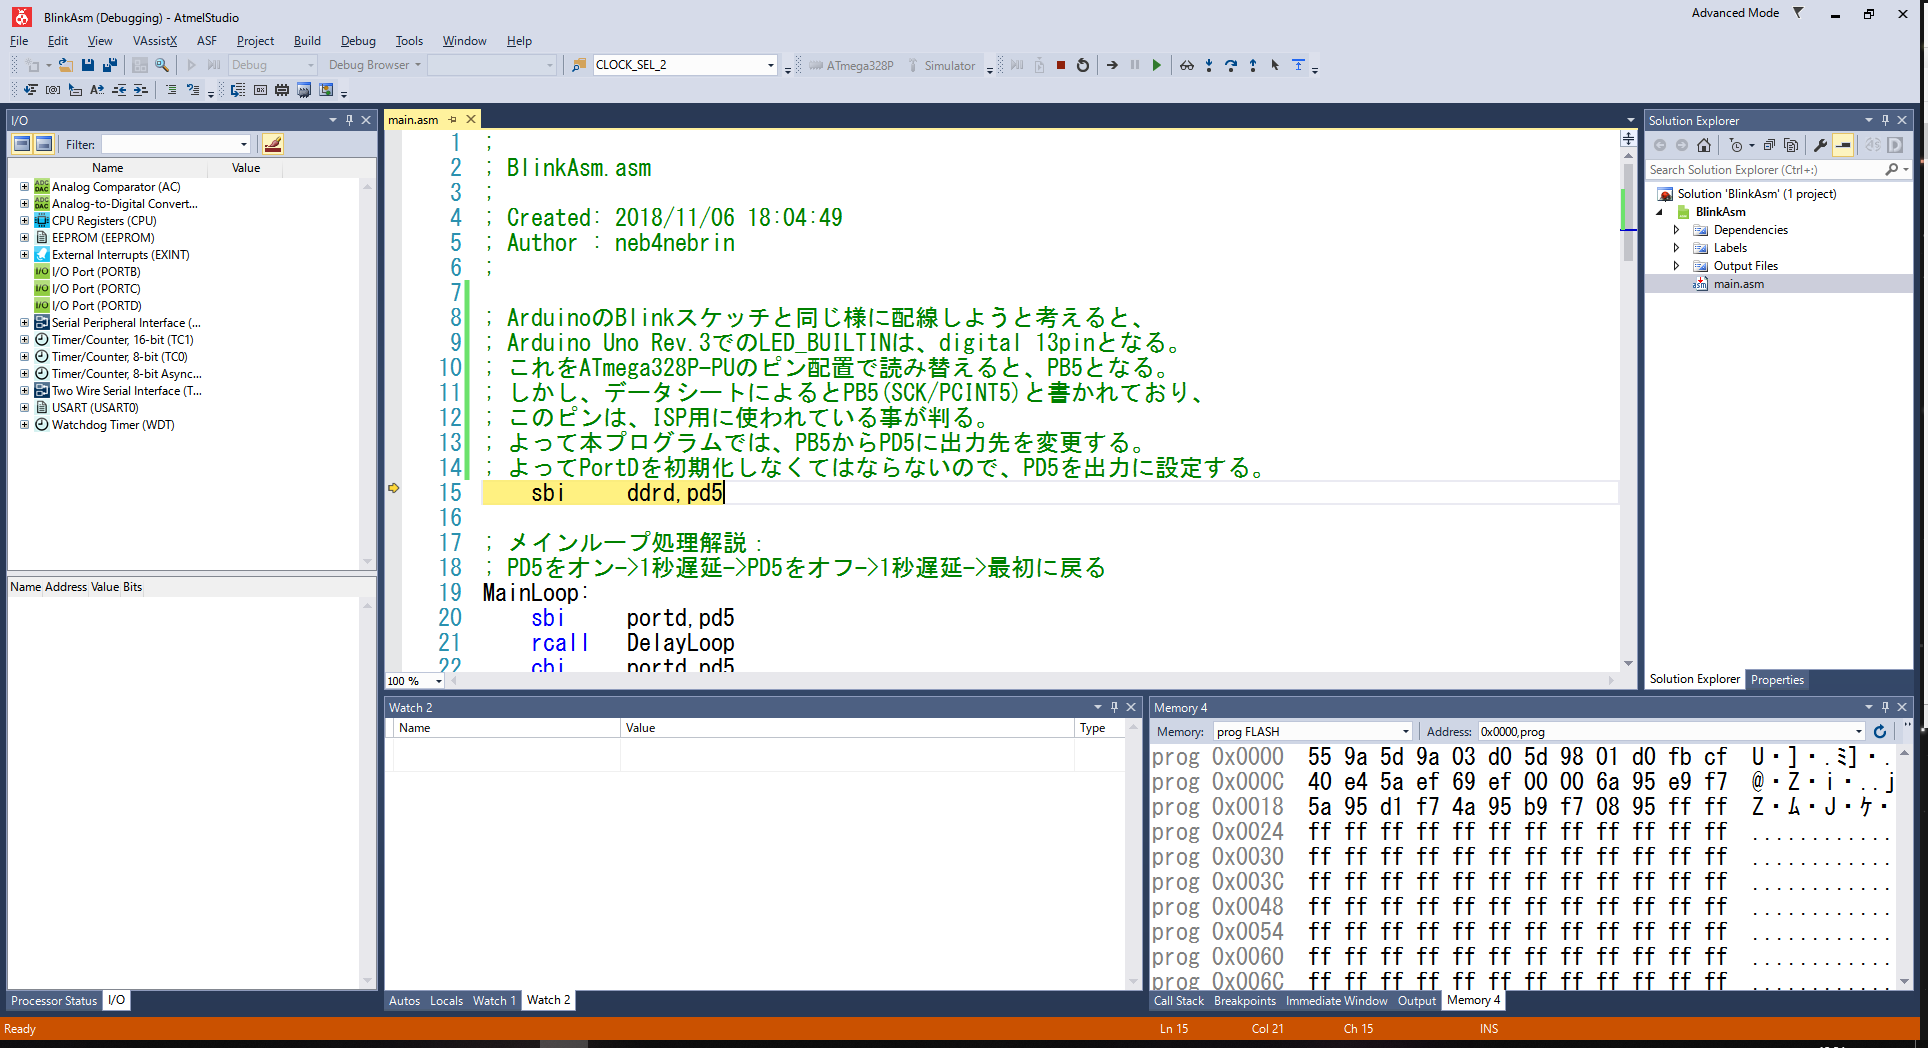 BlinkAsm (Debugging) - AtmelStudio
Advanced Mode
File Edit View VAssistX ASF Project Build Debug Tools Window Help
Debug Debug Browser CLOCK_SEL_2 ATmega328P Simulator
I/O
Filter:
Name Value
Analog Comparator (AC)
Analog-to-Digital Convert...
CPU Registers (CPU)
EEPROM (EEPROM)
External Interrupts (EXINT)
I/O Port (PORTB)
I/O Port (PORTC)
I/O Port (PORTD)
Serial Peripheral Interface (...
Timer/Counter, 16-bit (TC1)
Timer/Counter, 8-bit (TC0)
Timer/Counter, 8-bit Async...
Two Wire Serial Interface (T...
USART (USART0)
Watchdog Timer (WDT)
Name Address Value Bits
Processor Status I/O
main.asm
1 ;
2 ; BlinkAsm.asm
3 ;
4 ; Created: 2018/11/06 18:04:49
5 ; Author : neb4nebrin
6 ;
7
8 ; ArduinoのBlinkスケッチと同じ様に配線しようと考えると、
9 ; Arduino Uno Rev.3でのLED_BUILTINは、digital 13pinとなる。
10 ; これをATmega328P-PUのピン配置で読み替えると、PB5となる。
11 ; しかし、データシートによるとPB5(SCK/PCINT5)と書かれており、
12 ; このピンは、ISP用に使われている事が判る。
13 ; よって本プログラムでは、PB5からPD5に出力先を変更する。
14 ; よってPortDを初期化しなくてはならないので、PD5を出力に設定する。
15 sbi ddrd,pd5
16
17 ; メインループ処理解説：
18 ; PD5をオン->1秒遅延->PD5をオフ->1秒遅延->最初に戻る
19 MainLoop:
20 sbi portd,pd5
21 rcall DelayLoop
22 cbi portd,pd5
100 %
Watch 2
Name Value Type
Autos Locals Watch 1 Watch 2
Solution Explorer
Search Solution Explorer (Ctrl+:)
Solution 'BlinkAsm' (1 project)
BlinkAsm
Dependencies
Labels
Output Files
main.asm
Solution Explorer Properties
Memory 4
Memory: prog FLASH Address: 0x0000,prog
prog 0x0000 55 9a 5d 9a 03 d0 5d 98 01 d0 fb cf U・]・.ﾐ]・.
prog 0x000C 40 e4 5a ef 69 ef 00 00 6a 95 e9 f7 @・Z・i・..j
prog 0x0018 5a 95 d1 f7 4a 95 b9 f7 08 95 ff ff Z・ﾑ・J・ｹ・
prog 0x0024 ff ff ff ff ff ff ff ff ff ff ff ff ............
prog 0x0030 ff ff ff ff ff ff ff ff ff ff ff ff ............
prog 0x003C ff ff ff ff ff ff ff ff ff ff ff ff ............
prog 0x0048 ff ff ff ff ff ff ff ff ff ff ff ff ............
prog 0x0054 ff ff ff ff ff ff ff ff ff ff ff ff ............
prog 0x0060 ff ff ff ff ff ff ff ff ff ff ff ff ............
prog 0x006C ff ff ff ff ff ff ff ff ff ff ff ff ............
Call Stack Breakpoints Immediate Window Output Memory 4
Ready Ln 15 Col 21 Ch 15 INS